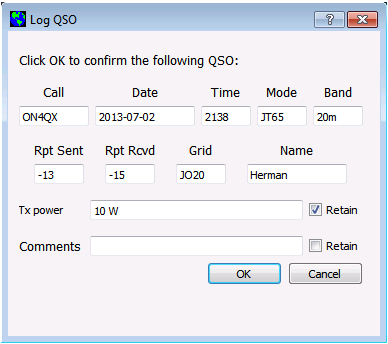 Log QSO
Click OK to confirm the following QSO:
Call Date Time Mode Band
ON4QX 2013-07-02 2138 JT65 20m
Rpt Sent Rpt Rcvd Grid Name
-13 -15 JO20 Herman
Tx power 10 W Retain
Comments Retain
OK Cancel